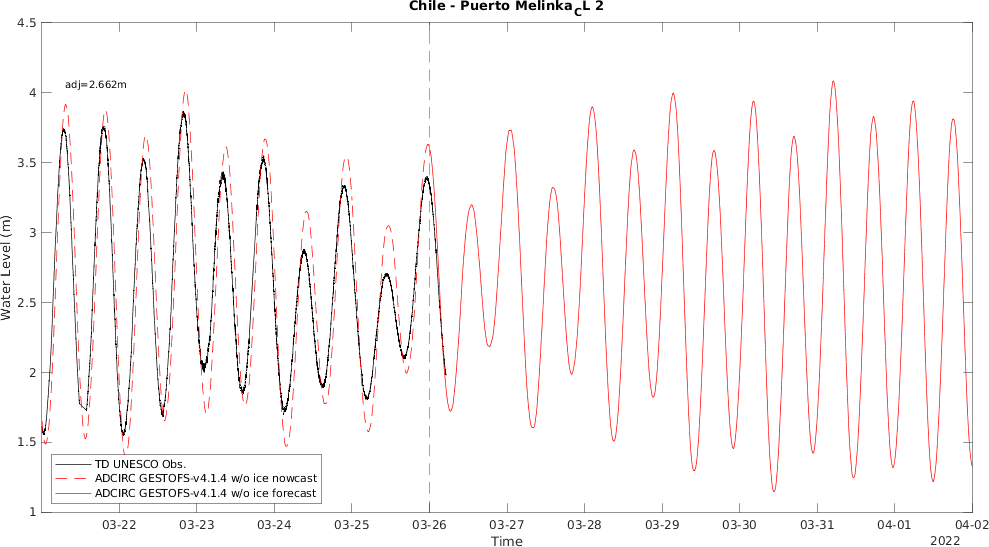 Chile - Puerto MelinkaCL 2
4.5
4
3.5
3
2.5
2
1.5
1
Water Level (m)
adj=2.662m
TD UNESCO Obs.
ADCIRC GESTOFS-v4.1.4 w/o ice nowcast
ADCIRC GESTOFS-v4.1.4 w/o ice forecast
03-22 03-23 03-24 03-25 03-26 03-27 03-28 03-29 03-30 03-31 04-01 04-02
Time
2022